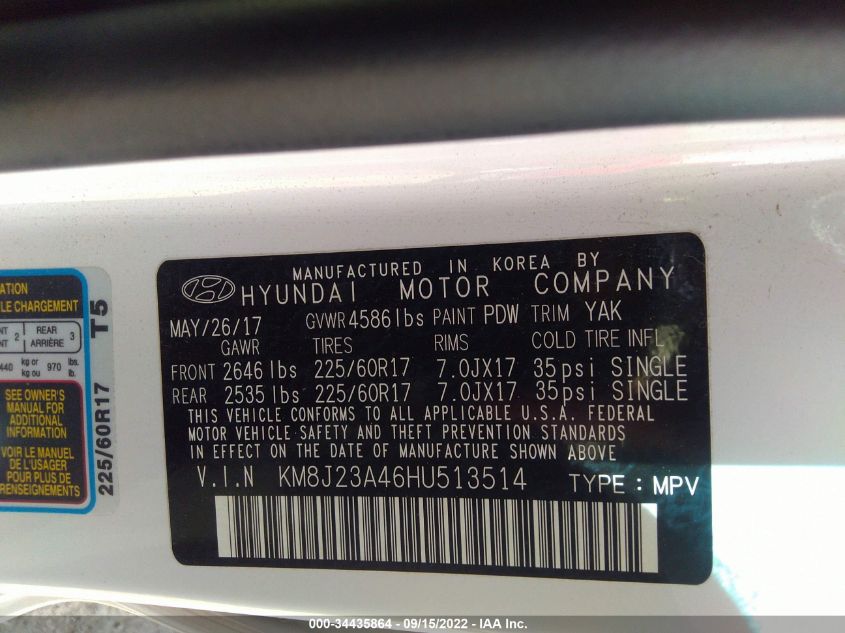 MANUFACTURED IN KOREA BY
HYUNDAI MOTOR COMPANY
MAY/26/17 GVWR 4586 lbs PAINT PDW TRIM YAK
GAWR TIRES RIMS COLD TIRE INFL
FRONT 2646 lbs 225/60R17 7.0JX17 35psi SINGLE
REAR 2535 lbs 225/60R17 7.0JX17 35psi SINGLE
THIS VEHICLE CONFORMS TO ALL APPLICABLE U.S.A. FEDERAL
MOTOR VEHICLE SAFETY AND THEFT PREVENTION STANDARDS
IN EFFECT ON THE DATE OF MANUFACTURE SHOWN ABOVE
V.I.N KM8J23A46HU513514 TYPE : MPV
LE CHARGEMENT
2 REAR 3
ARRIÈRE
440 kg or 970 lbs.
kg ou lb.
SEE OWNER'S
MANUAL FOR
ADDITIONAL
INFORMATION
VOIR LE MANUEL
DE L'USAGER
POUR PLUS DE
RENSEIGNEMENTS
225/60R17 T5
000-34435864 - 09/15/2022 - IAA Inc.